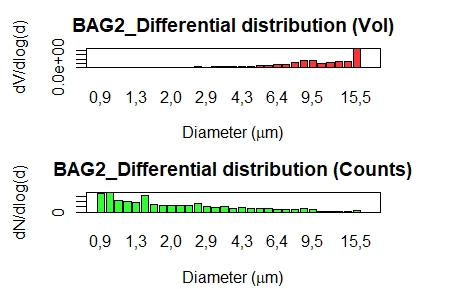 BAG2_Differential distribution (Vol)
dV/dlog(d)
0.0e+00
0,9 1,3 2,0 2,9 4,3 6,4 9,5 15,5
Diameter (μm)
BAG2_Differential distribution (Counts)
dN/dlog(d)
0
0,9 1,3 2,0 2,9 4,3 6,4 9,5 15,5
Diameter (μm)